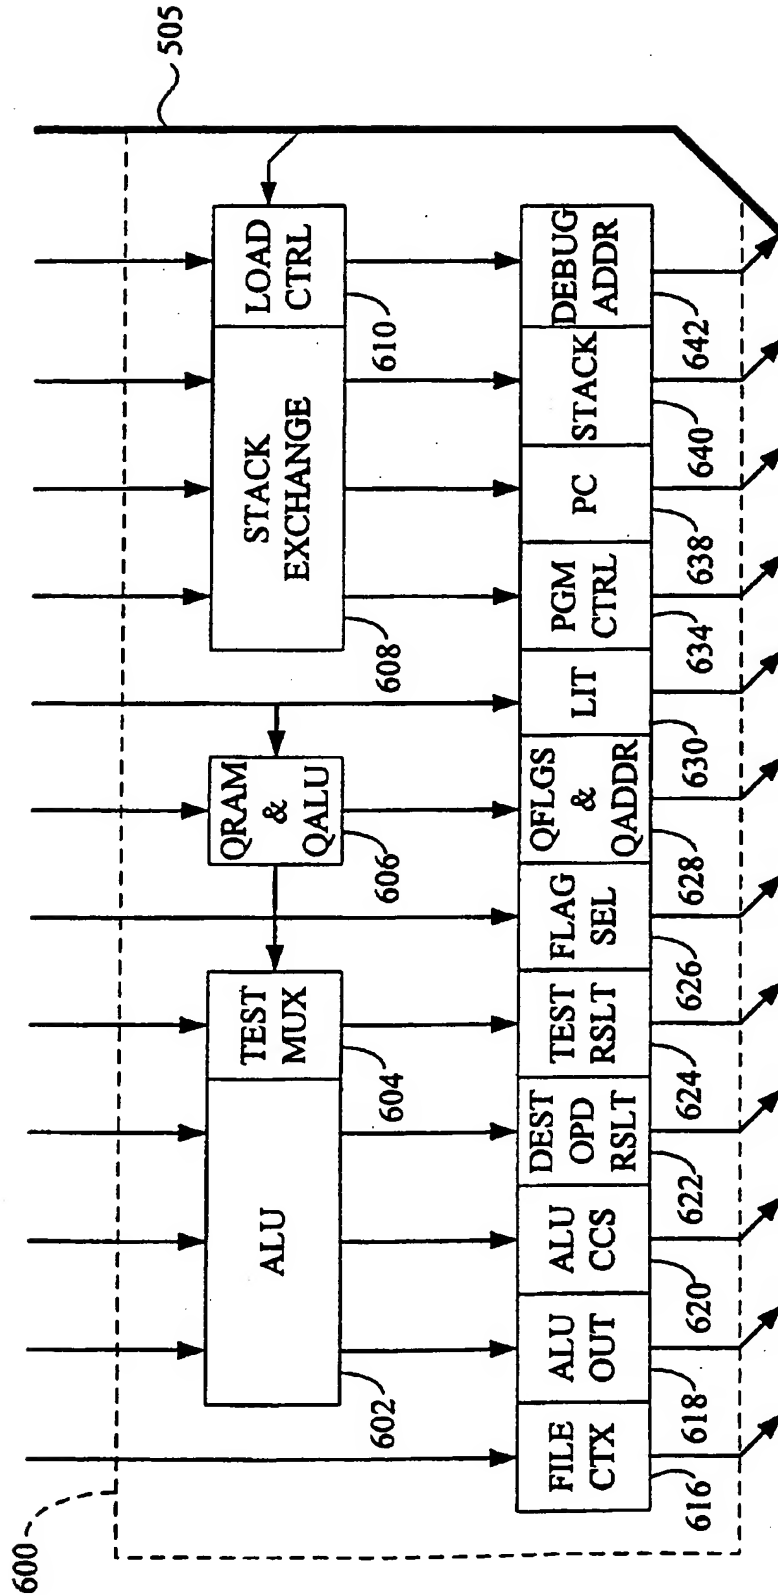 600
505
ALU
602
TEST
MUX
604
QRAM
&
QALU
606
STACK
EXCHANGE
608
LOAD
CTRL
610
FILE
CTX
616
ALU
OUT
618
ALU
CCS
620
DEST
OPD
RSLT
622
TEST
RSLT
624
FLAG
SEL
626
QFLGS
&
QADDR
628
LIT
630
PGM
CTRL
634
PC
638
STACK
640
DEBUG
ADDR
642